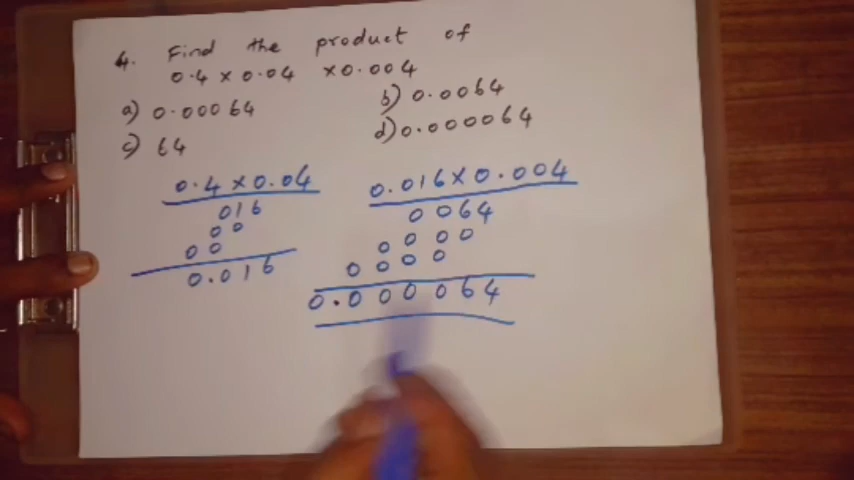 4. Find the product of
0.4 × 0.04 × 0.004
a) 0.00064 b) 0.0064
c) 64 d) 0.000064
0.4 × 0.04
016
00
00
0.016
0.016 × 0.004
0064
0000
0000
0.000064